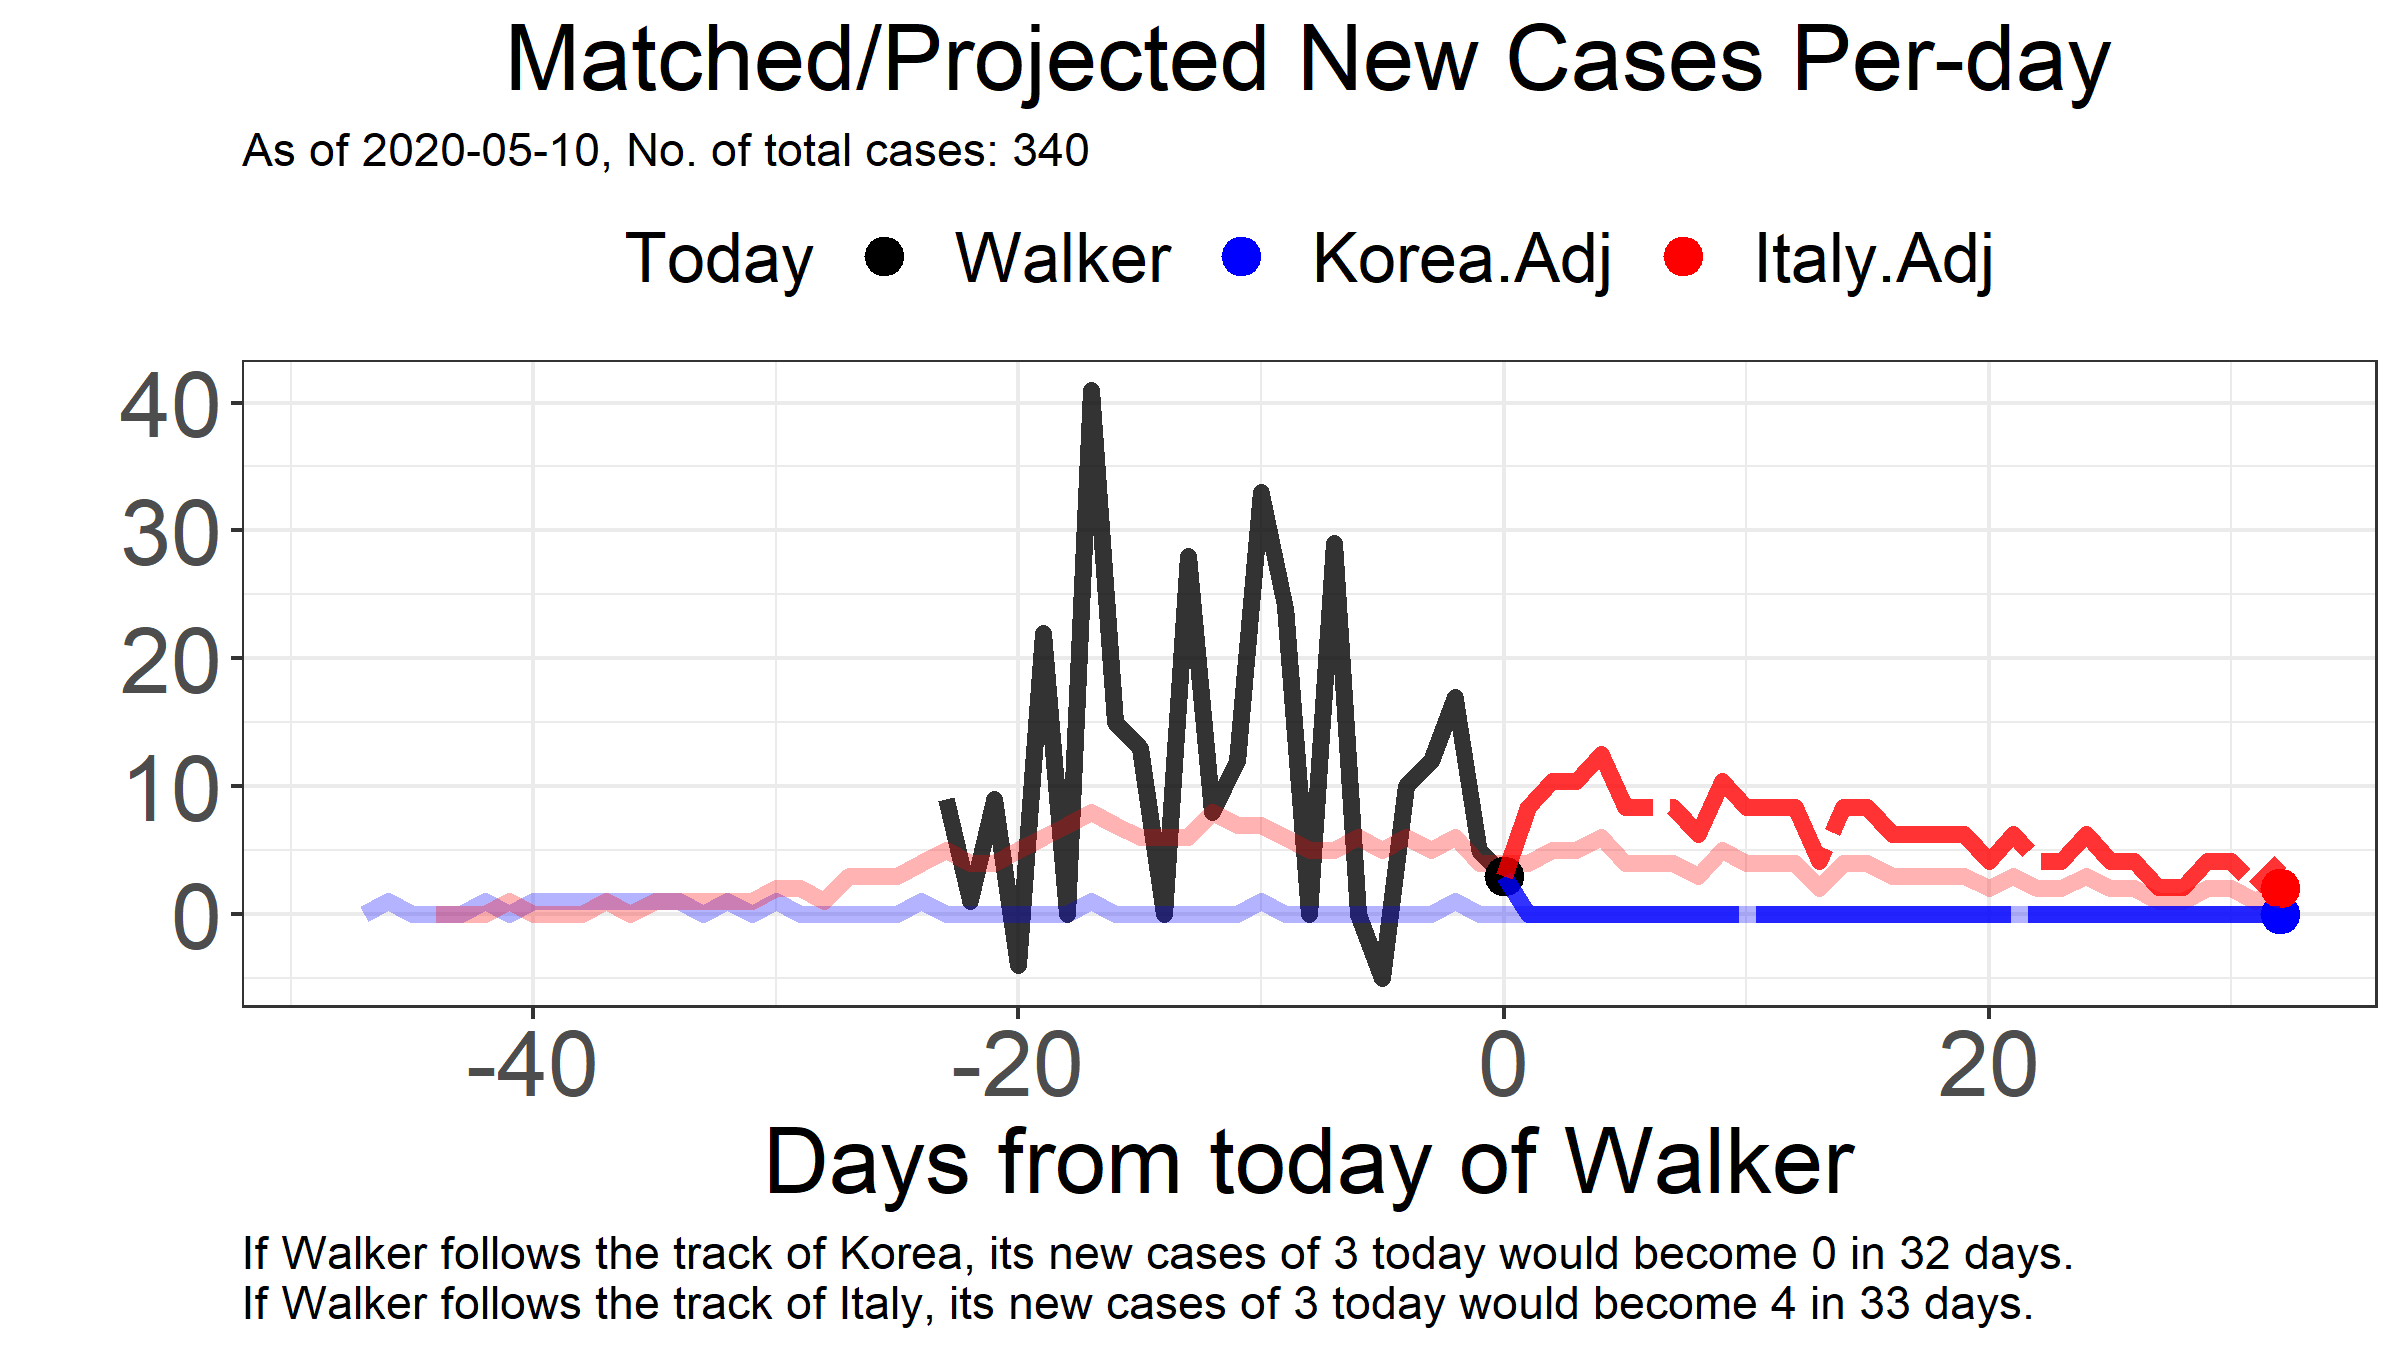 Matched/Projected New Cases Per-day
As of 2020-05-10, No. of total cases: 340
Today Walker Korea.Adj Italy.Adj
40
30
20
10
0
-40 -20 0 20
Days from today of Walker
If Walker follows the track of Korea, its new cases of 3 today would become 0 in 32 days.
If Walker follows the track of Italy, its new cases of 3 today would become 4 in 33 days.